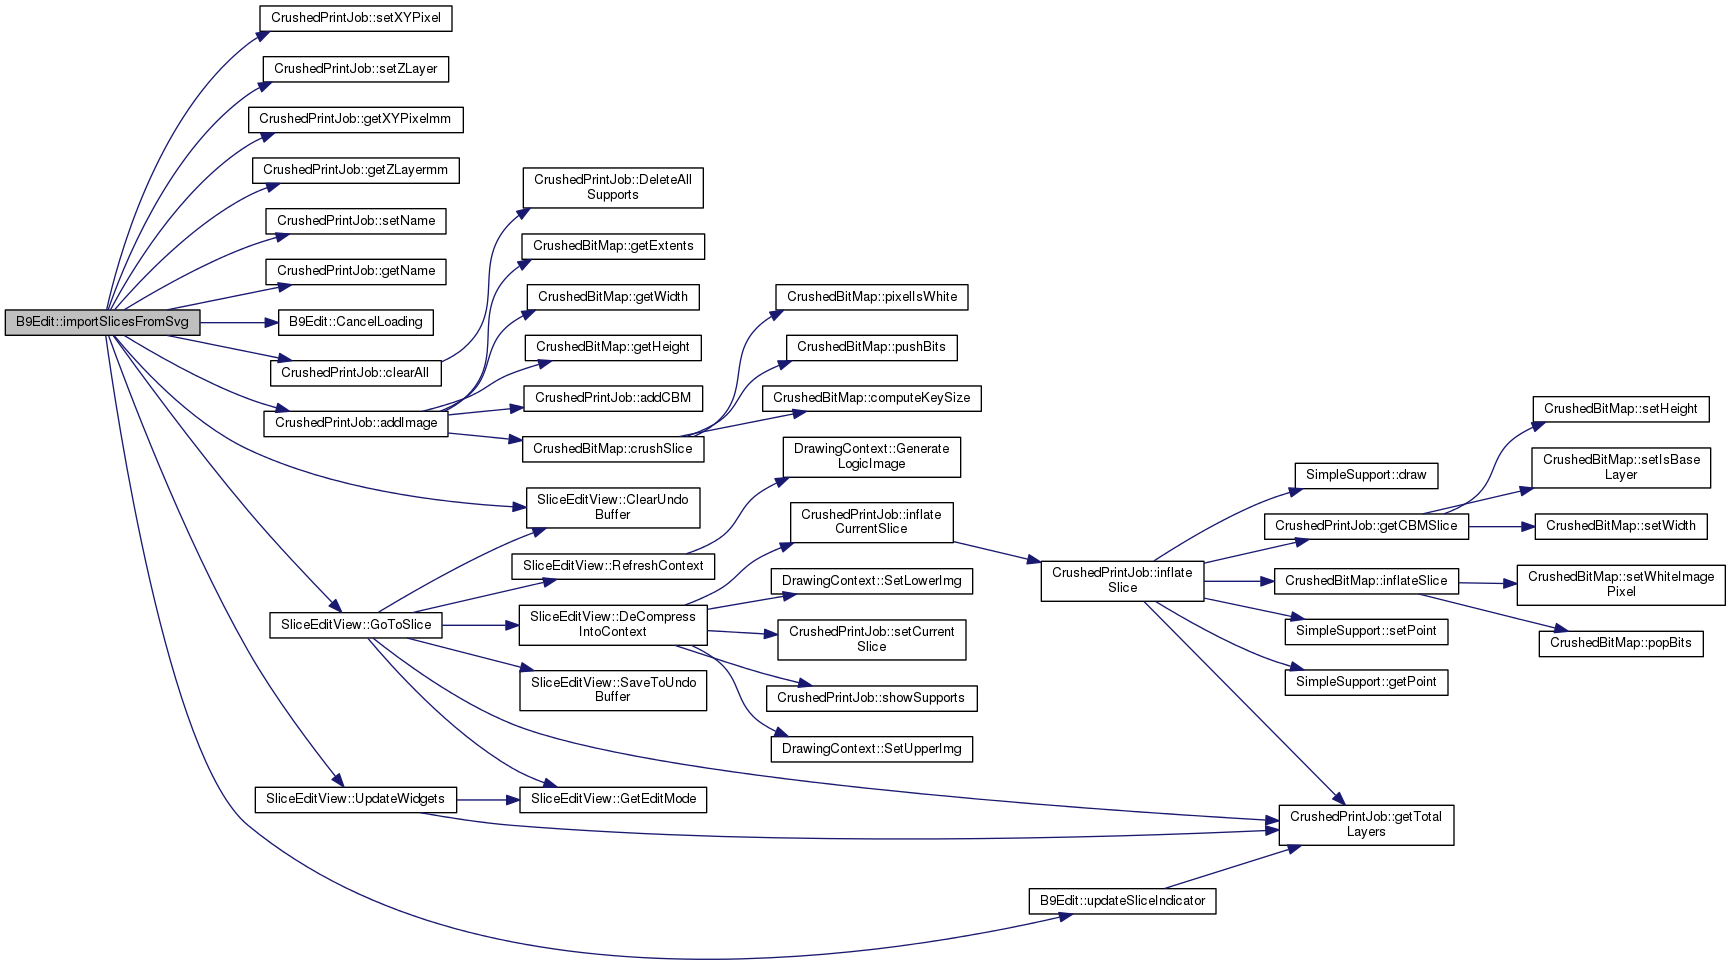 B9Edit::importSlicesFromSvg
CrushedPrintJob::setXYPixel
CrushedPrintJob::setZLayer
CrushedPrintJob::getXYPixelmm
CrushedPrintJob::getZLayermm
CrushedPrintJob::setName
CrushedPrintJob::getName
B9Edit::CancelLoading
CrushedPrintJob::clearAll
CrushedPrintJob::addImage
SliceEditView::GoToSlice
SliceEditView::UpdateWidgets
CrushedPrintJob::DeleteAll
Supports
CrushedBitMap::getExtents
CrushedBitMap::getWidth
CrushedBitMap::getHeight
CrushedPrintJob::addCBM
CrushedBitMap::crushSlice
SliceEditView::ClearUndo
Buffer
SliceEditView::RefreshContext
SliceEditView::DeCompress
IntoContext
SliceEditView::SaveToUndo
Buffer
SliceEditView::GetEditMode
CrushedBitMap::pixelIsWhite
CrushedBitMap::pushBits
CrushedBitMap::computeKeySize
DrawingContext::Generate
LogicImage
CrushedPrintJob::inflate
CurrentSlice
DrawingContext::SetLowerImg
CrushedPrintJob::setCurrent
Slice
CrushedPrintJob::showSupports
DrawingContext::SetUpperImg
CrushedPrintJob::inflate
Slice
B9Edit::updateSliceIndicator
SimpleSupport::draw
CrushedPrintJob::getCBMSlice
CrushedBitMap::inflateSlice
SimpleSupport::setPoint
SimpleSupport::getPoint
CrushedPrintJob::getTotal
Layers
CrushedBitMap::setHeight
CrushedBitMap::setIsBase
Layer
CrushedBitMap::setWidth
CrushedBitMap::setWhiteImage
Pixel
CrushedBitMap::popBits